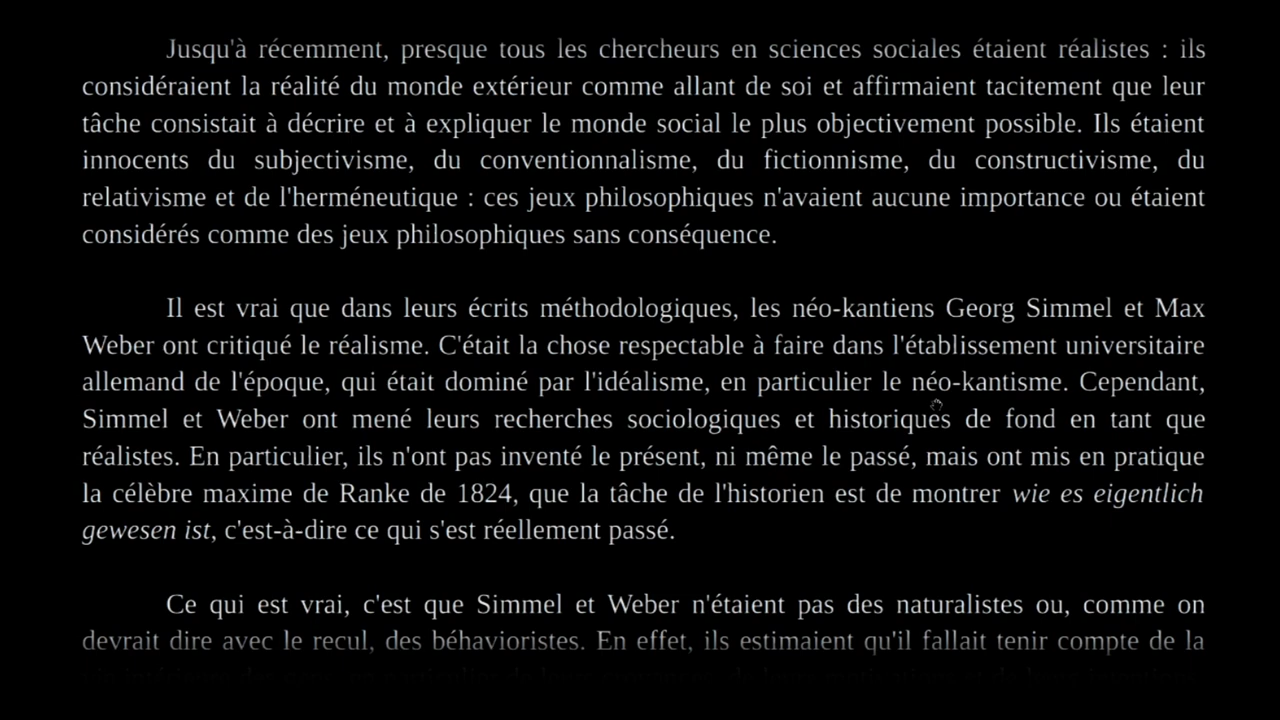 Jusqu'à récemment, presque tous les chercheurs en sciences sociales étaient réalistes : ils
considéraient la réalité du monde extérieur comme allant de soi et affirmaient tacitement que leur
tâche consistait à décrire et à expliquer le monde social le plus objectivement possible. Ils étaient
innocents du subjectivisme, du conventionnalisme, du fictionnisme, du constructivisme, du
relativisme et de l'herméneutique : ces jeux philosophiques n'avaient aucune importance ou étaient
considérés comme des jeux philosophiques sans conséquence.
Il est vrai que dans leurs écrits méthodologiques, les néo-kantiens Georg Simmel et Max
Weber ont critiqué le réalisme. C'était la chose respectable à faire dans l'établissement universitaire
allemand de l'époque, qui était dominé par l'idéalisme, en particulier le néo-kantisme. Cependant,
Simmel et Weber ont mené leurs recherches sociologiques et historiques de fond en tant que
réalistes. En particulier, ils n'ont pas inventé le présent, ni même le passé, mais ont mis en pratique
la célèbre maxime de Ranke de 1824, que la tâche de l'historien est de montrer wie es eigentlich
gewesen ist, c'est-à-dire ce qui s'est réellement passé.
Ce qui est vrai, c'est que Simmel et Weber n'étaient pas des naturalistes ou, comme on
devrait dire avec le recul, des béhavioristes. En effet, ils estimaient qu'il fallait tenir compte de la